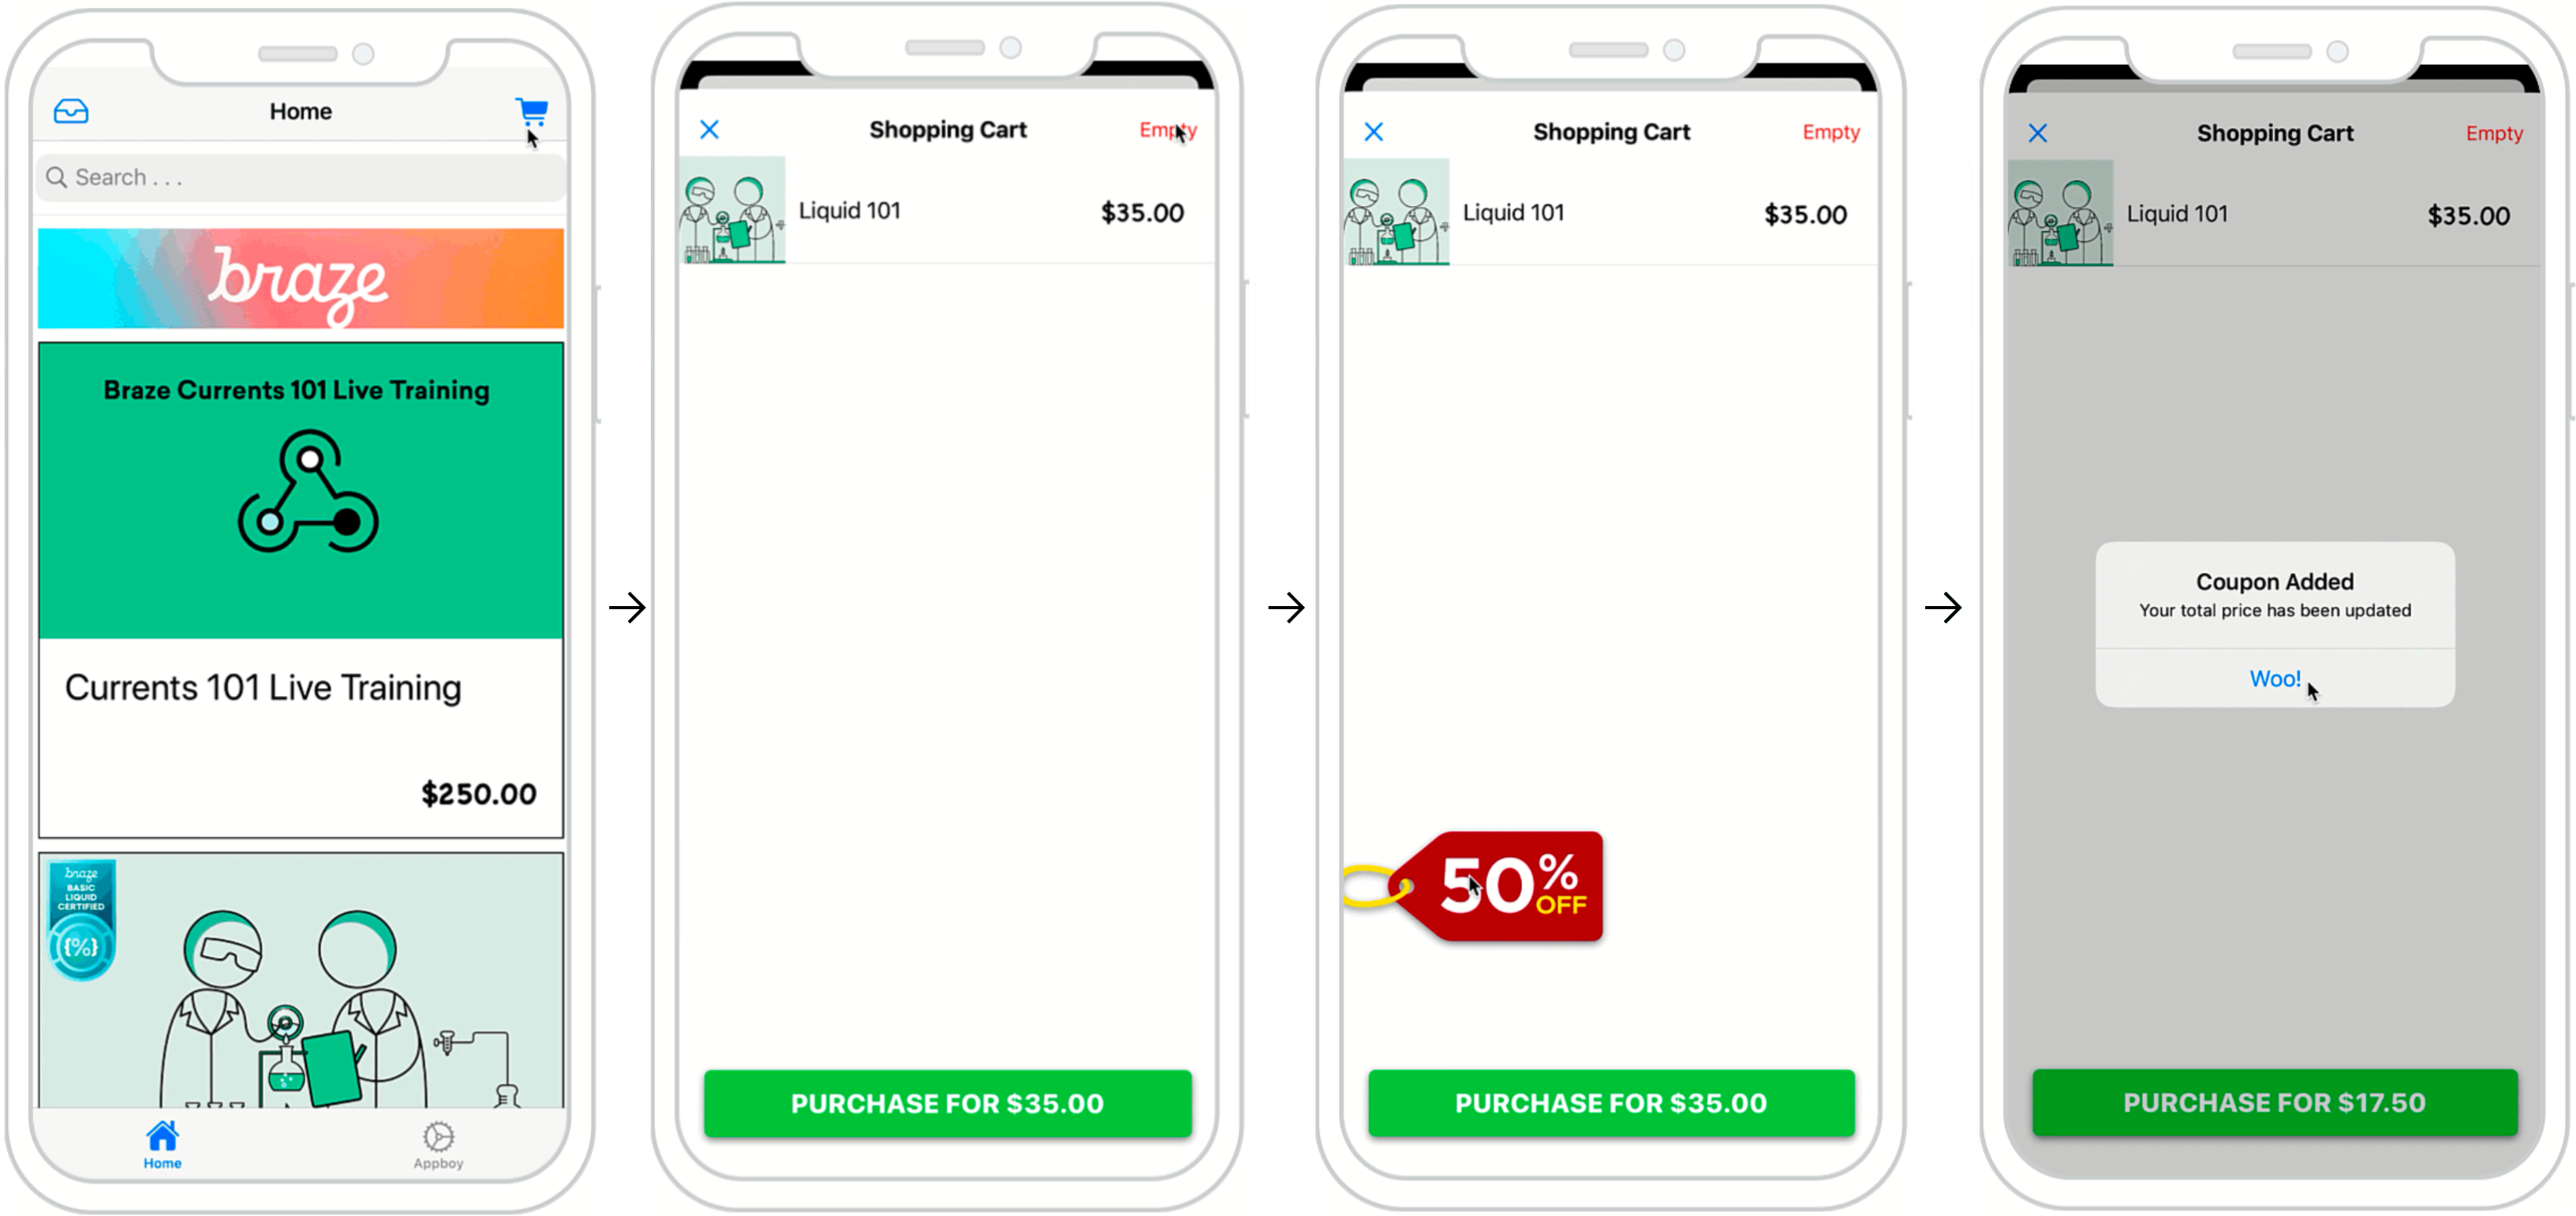 Home
Search . . .
braze
Braze Currents 101 Live Training
Currents 101 Live Training
$250.00
braze
BASIC
LIQUID
CERTIFIED
{%}
Home
Appboy
Shopping Cart
Empty
Liquid 101
$35.00
PURCHASE FOR $35.00
Shopping Cart
Empty
Liquid 101
$35.00
50%
OFF
PURCHASE FOR $35.00
Shopping Cart
Empty
Liquid 101
$35.00
Coupon Added
Your total price has been updated
Woo!
PURCHASE FOR $17.50